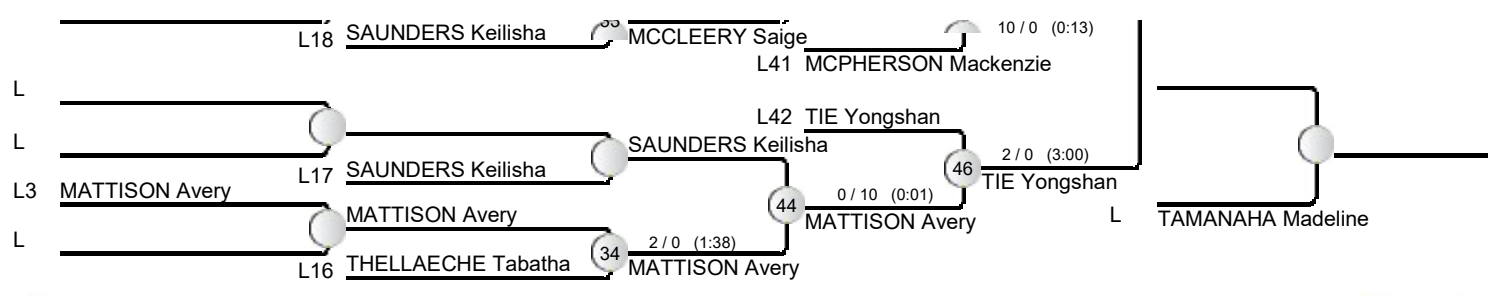 L18 SAUNDERS Keilisha
MCCLEERY Saige
10 / 0 (0:13)
L41 MCPHERSON Mackenzie
L
L42 TIE Yongshan
L
SAUNDERS Keilisha
L17 SAUNDERS Keilisha
46
2 / 0 (3:00)
TIE Yongshan
L3 MATTISON Avery
MATTISON Avery
44
0 / 10 (0:01)
MATTISON Avery
L TAMANAHA Madeline
L
34
2 / 0 (1:38)
MATTISON Avery
L16 THELLAECHE Tabatha